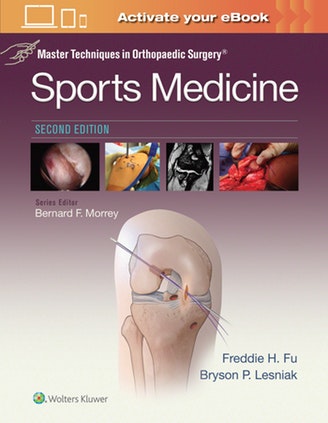 Activate your eBook
Master Techniques in Orthopaedic Surgery®
Sports Medicine
SECOND EDITION
Series Editor
Bernard F. Morrey
Freddie H. Fu
Bryson P. Lesniak
Wolters Kluwer